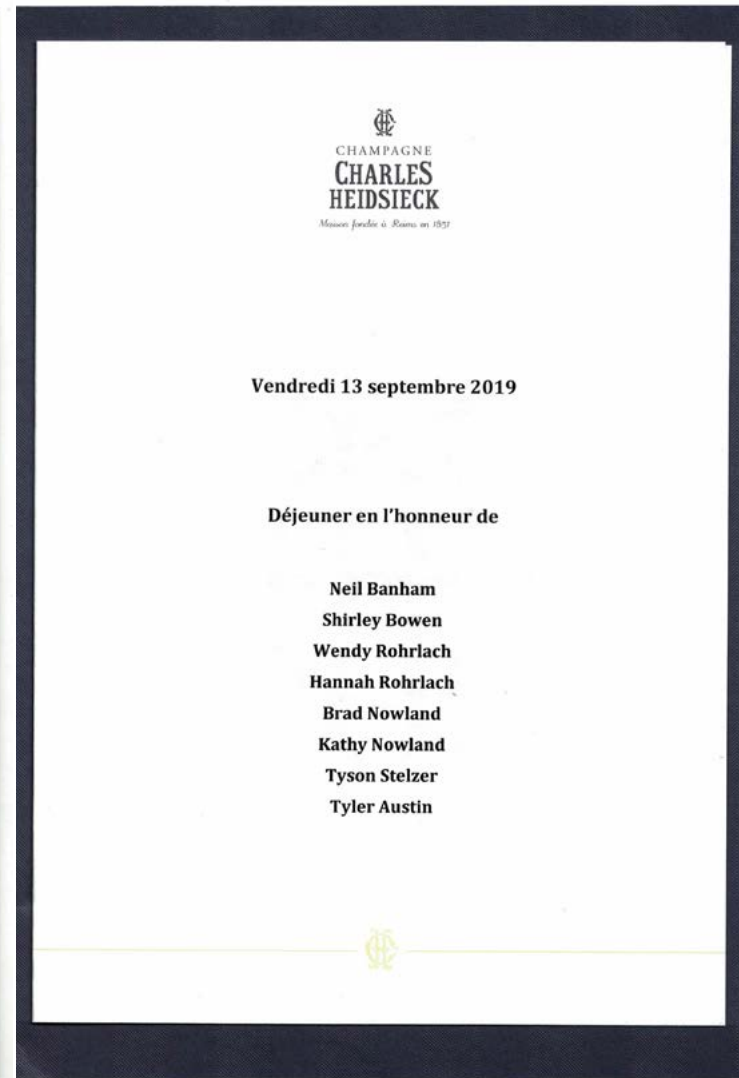 CHAMPAGNE
CHARLES
HEIDSIECK
Maison fondée à Reims en 1851
Vendredi 13 septembre 2019
Déjeuner en l'honneur de
Neil Banham
Shirley Bowen
Wendy Rohrlach
Hannah Rohrlach
Brad Nowland
Kathy Nowland
Tyson Stelzer
Tyler Austin